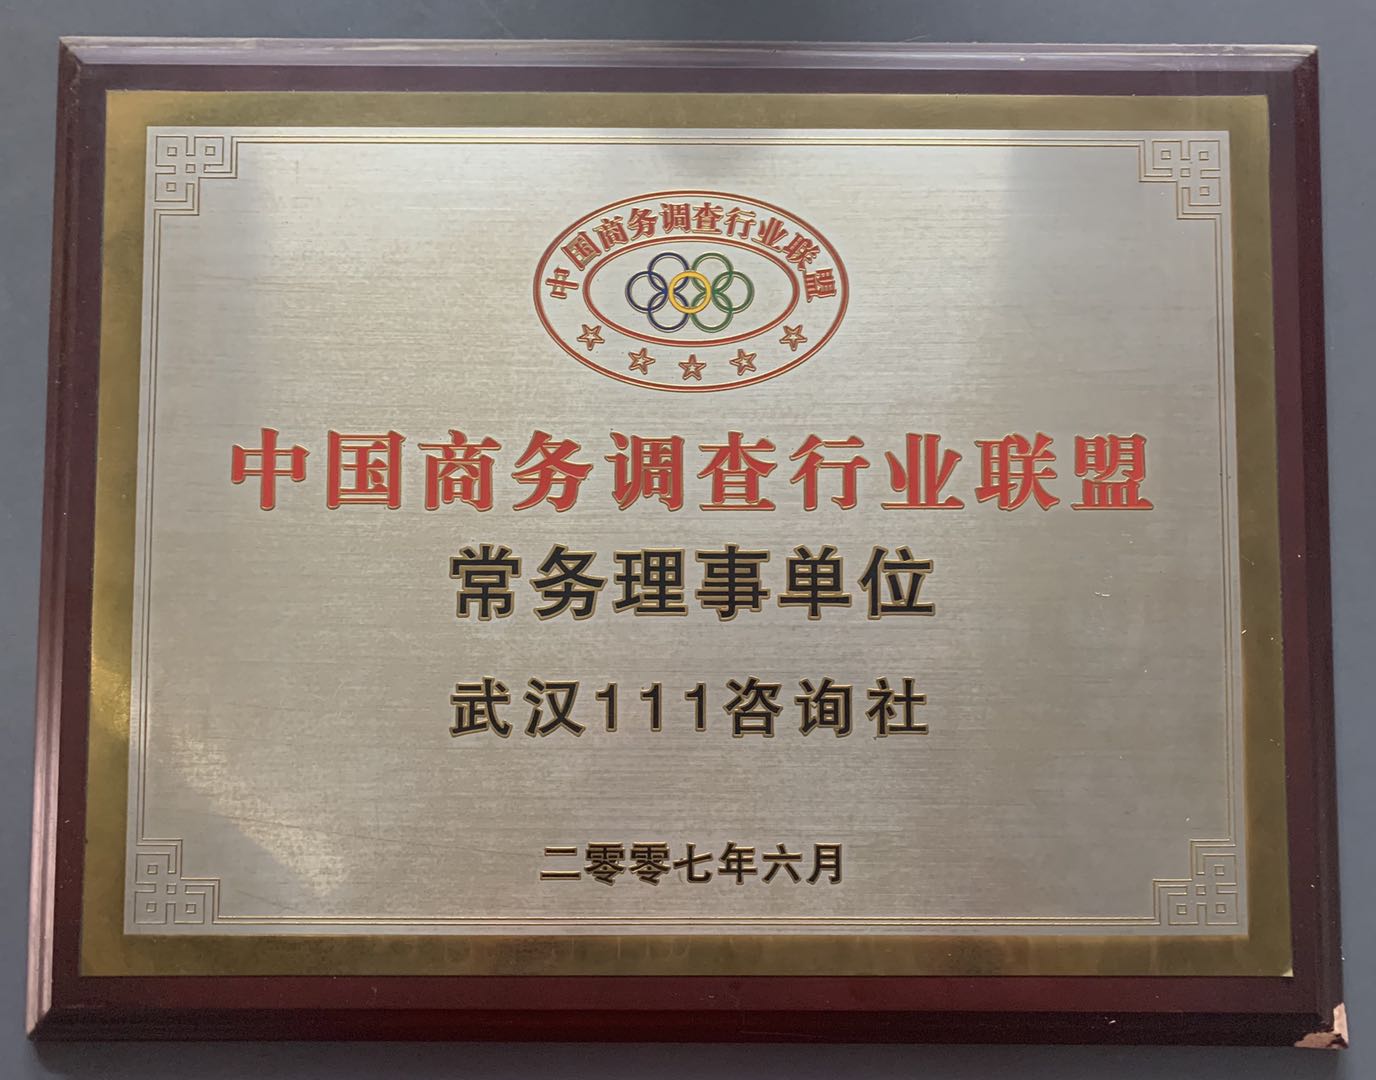 中国商务调查行业联盟
中国商务调查行业联盟
常务理事单位
武汉111咨询社
二零零七年六月